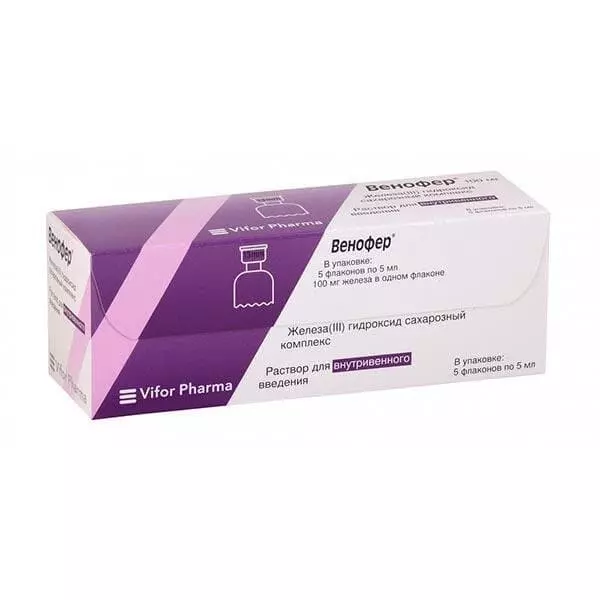 Венофер® 100 мг
Железа(III) гидроксид
сахарозный комплекс
Раствор для внутривенного
введения
Vifor Pharma
Венофер®
В упаковке:
5 флаконов по 5 мл
100 мг железа в одном флаконе
Железа(III) гидроксид сахарозный
комплекс
Раствор для внутривенного
введения
В упаковке:
5 флаконов по 5 мл
Vifor Pharma